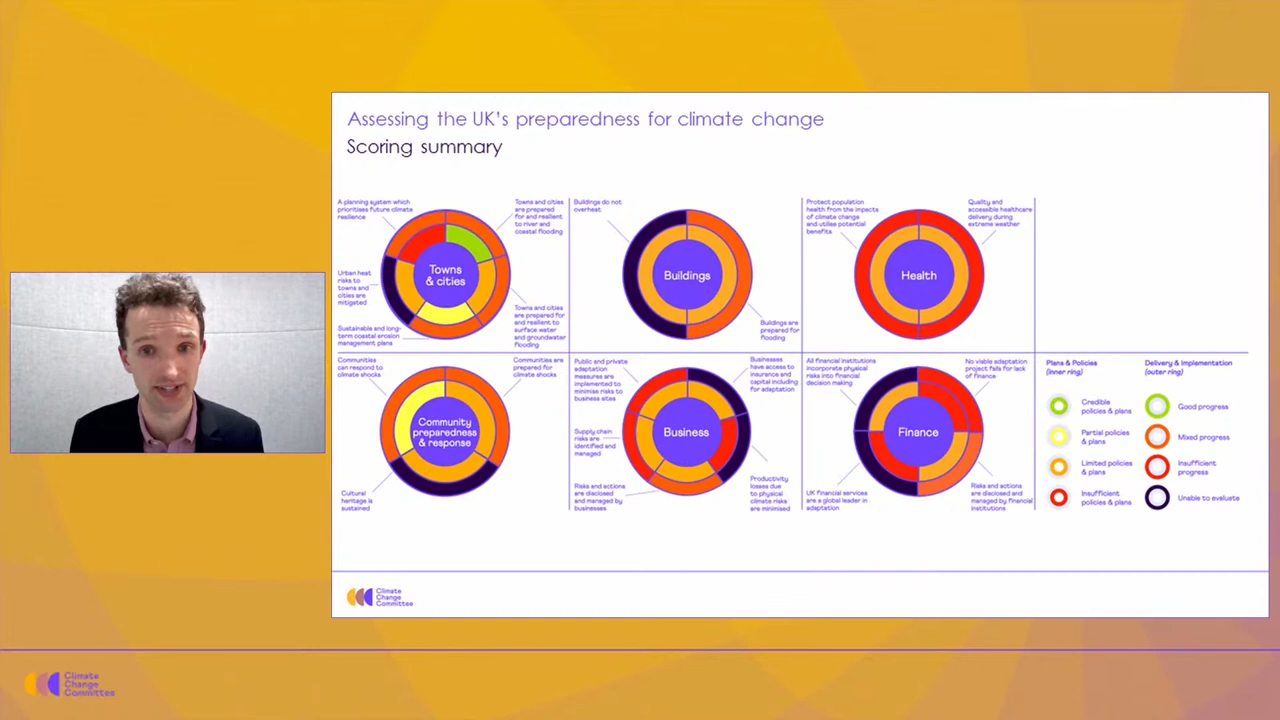 Assessing the UK's preparedness for climate change
Scoring summary
A planning system which
prioritises future climate
resilience
Towns and cities
are prepared
for and resilient
to river and
coastal flooding
Urban heat
risks to
towns and
cities are
mitigated
Towns
& cities
Towns and cities
are prepared for
and resilient to
surface water
and groundwater
flooding
Sustainable and long-
term coastal erosion
management plans
Buildings do not
overheat
Buildings
Buildings are
prepared for
flooding
Protect population
health from the impacts
of climate change
and utilise potential
benefits
Quality and
accessible healthcare
delivery during
extreme weather
Health
Communities
can respond to
climate shocks
Communities are
prepared for
climate shocks
Community
preparedness
& response
Cultural
heritage is
sustained
Public and private
adaptation
measures are
implemented to
minimise risks to
business sites
Businesses
have access to
insurance and
capital including
for adaptation
Supply chain
risks are
identified and
managed
Business
Risks and actions
are disclosed and
managed by
businesses
Productivity
losses due
to physical
climate risks
are minimised
All financial institutions
incorporate physical
risks into financial
decision making
No viable adaptation
project fails for lack
of finance
Finance
UK financial services
are a global leader in
adaptation
Risks and actions
are disclosed and
managed by financial
institutions
Plans & Policies
(inner ring)
Delivery & Implementation
(outer ring)
Credible
policies & plans
Good progress
Partial policies
& plans
Mixed progress
Limited policies
& plans
Insufficient
progress
Insufficient
policies & plans
Unable to evaluate
Climate
Change
Committee
Climate
Change
Committee